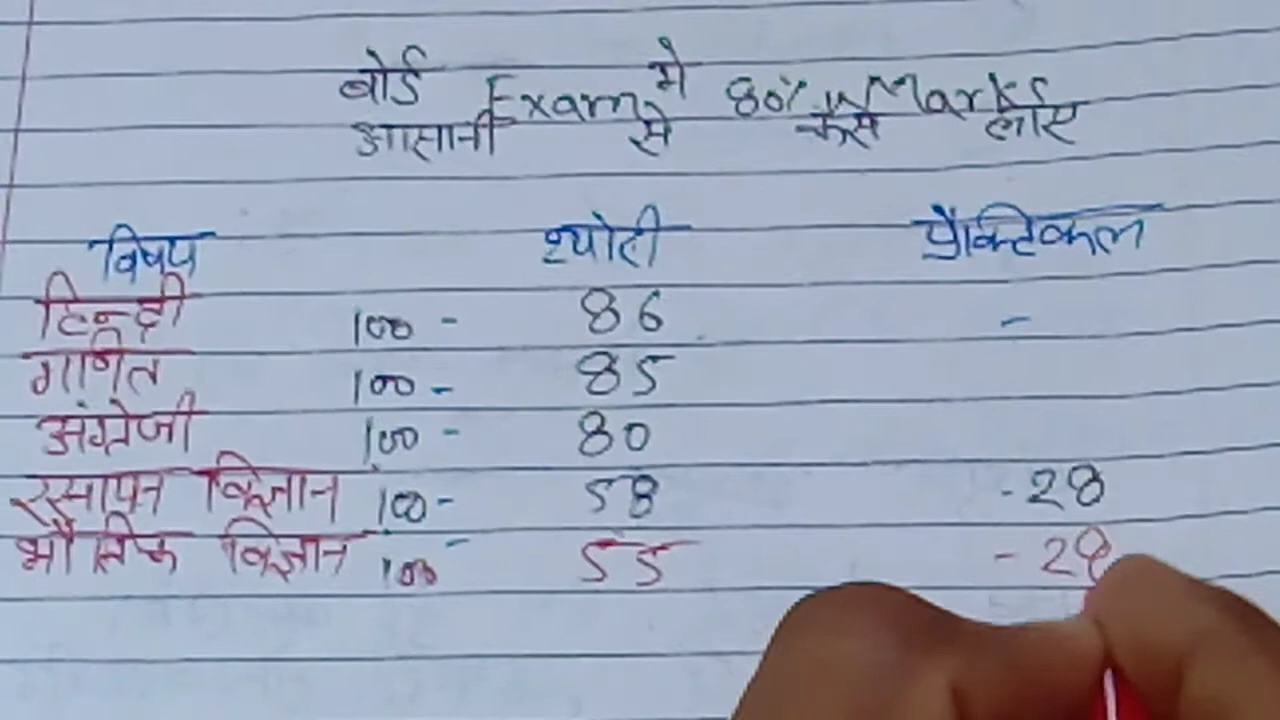 बोर्ड Exam मे 80% Marks
आसानी से कैसे लाए
विषय थ्योरी प्रैक्टिकल
हिन्दी 100 - 86 -
गणित 100 - 85
अंग्रेजी 100 - 80
रसायन विज्ञान 100 - 58 - 28
भौतिक विज्ञान 100 - 55 - 28